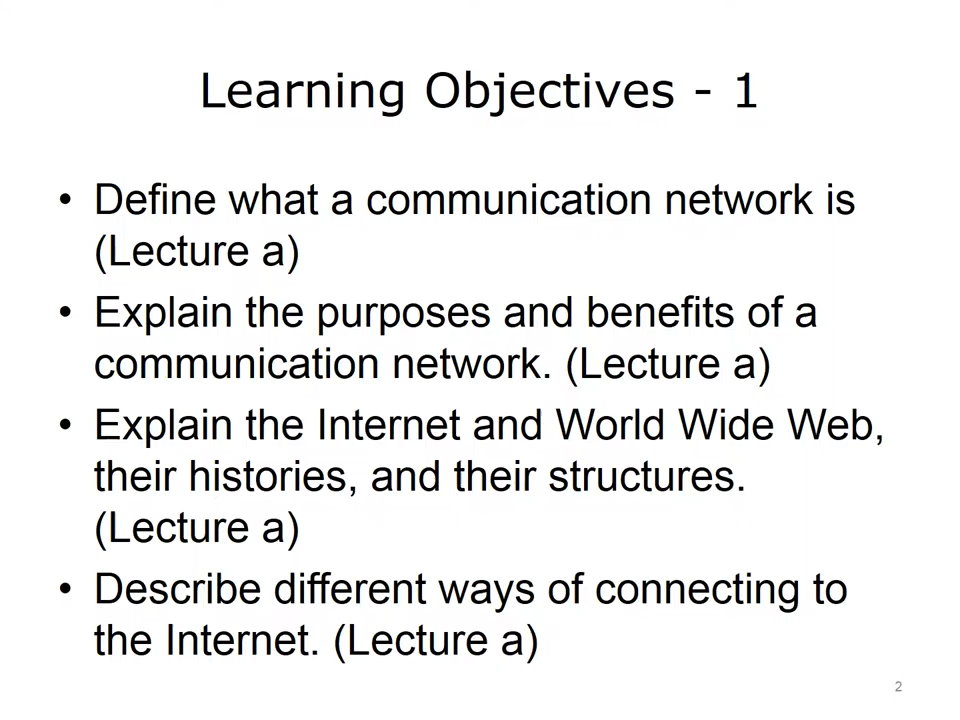 Learning Objectives - 1
• Define what a communication network is
(Lecture a)
• Explain the purposes and benefits of a
communication network. (Lecture a)
• Explain the Internet and World Wide Web,
their histories, and their structures.
(Lecture a)
• Describe different ways of connecting to
the Internet. (Lecture a)
2